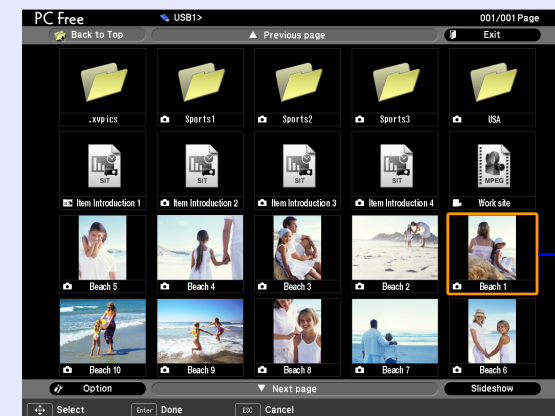 PC Free
USB1>
001/001 Page
Back to Top
Previous page
Exit
.xvpics
Sports1
Sports2
Sports3
USA
SIT
SIT
SIT
SIT
MPEG
Item Introduction 1
Item Introduction 2
Item Introduction 3
Item Introduction 4
Work site
Beach 5
Beach 4
Beach 3
Beach 2
Beach 1
Beach 10
Beach 9
Beach 8
Beach 7
Beach 6
Option
Next page
Slideshow
Select
Enter Done
ESC Cancel